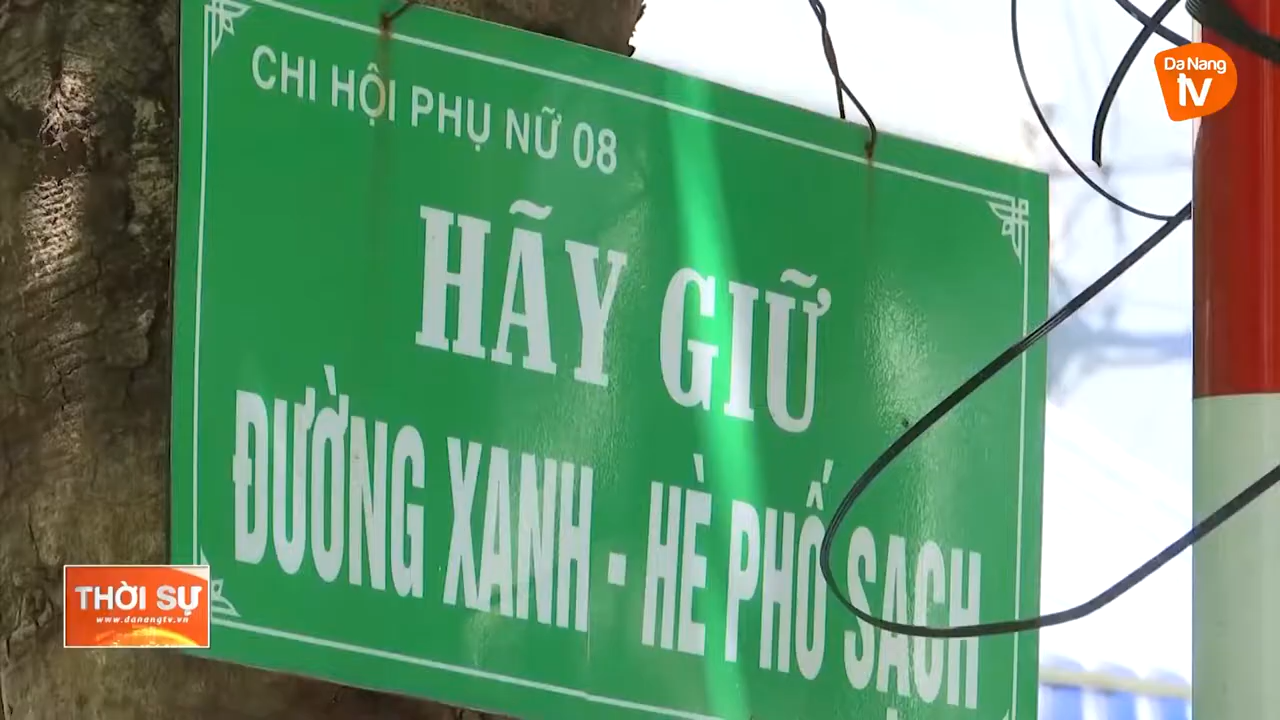 Da Nang
tv
CHI HỘI PHỤ NỮ 08
HÃY GIỮ
ĐƯỜNG XANH - HÈ PHỐ SẠCH
THỜI SỰ
www.danangtv.vn